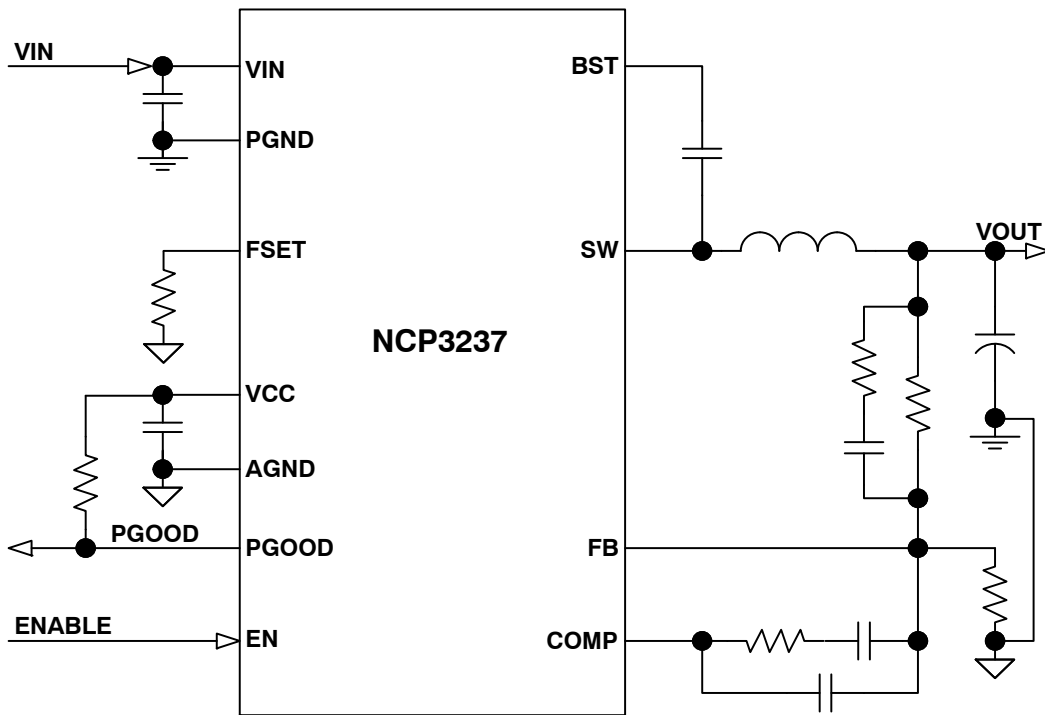 VIN
VIN
BST
PGND
FSET
SW
VOUT
NCP3237
VCC
AGND
PGOOD
PGOOD
FB
ENABLE
EN
COMP